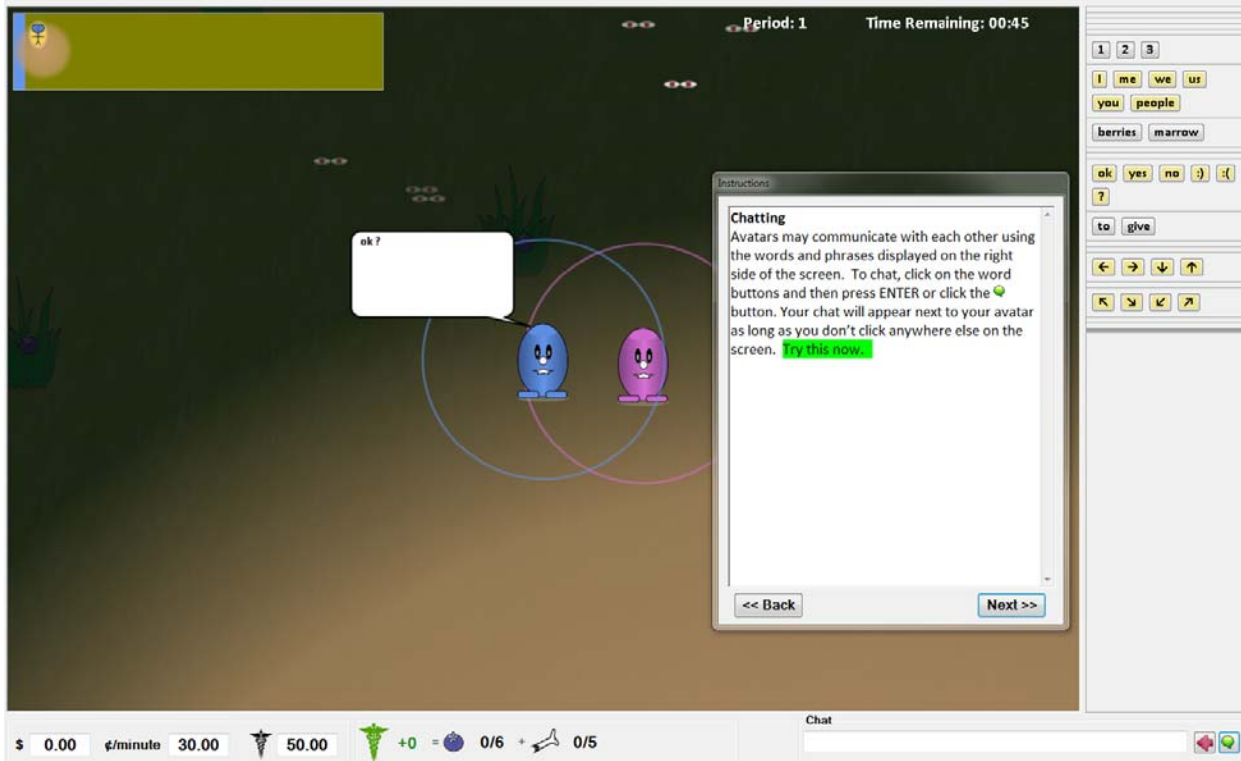 Period: 1
Time Remaining: 00:45
1 2 3
I me we us
you people
berries marrow
ok yes no :) :(
?
to give
← → ↓ ↑
↖ ↘ ↙ ↗
ok ?
Instructions
Chatting
Avatars may communicate with each other using
the words and phrases displayed on the right
side of the screen. To chat, click on the word
buttons and then press ENTER or click the
button. Your chat will appear next to your avatar
as long as you don't click anywhere else on the
screen. Try this now.
<< Back
Next >>
Chat
$ 0.00 ¢/minute 30.00 50.00 +0 = 0/6 + 0/5